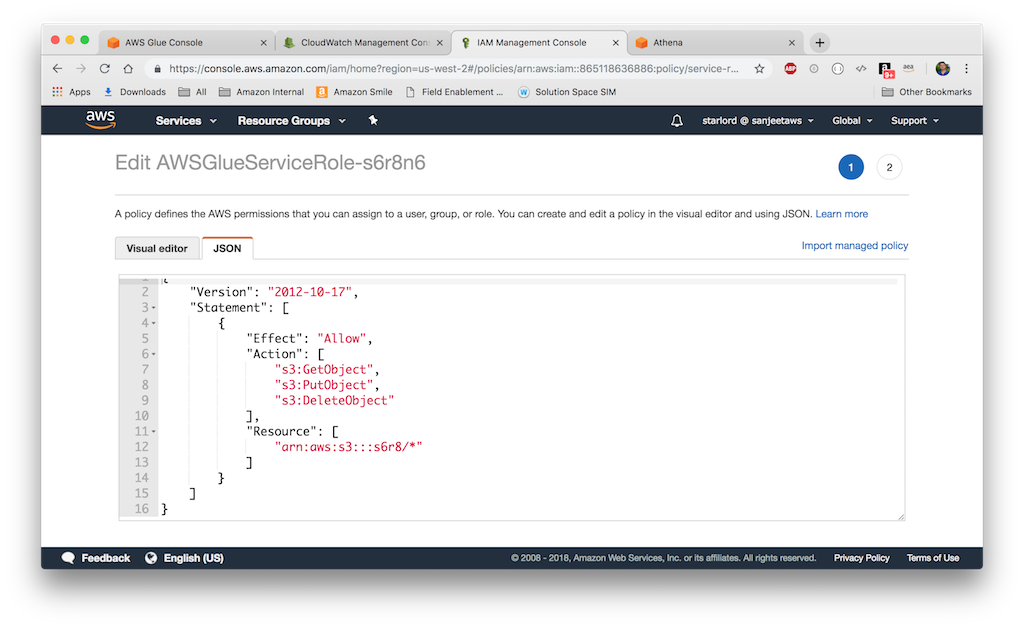 AWS Glue Console
CloudWatch Management Con
IAM Management Console
Athena
https://console.aws.amazon.com/iam/home?region=us-west-2#/policies/arn:aws:iam::865118636886:policy/service-r...
ABP
a
g+
aea
Apps
Downloads
All
Amazon Internal
a
Amazon Smile
Field Enablement ...
W
Solution Space SIM
Other Bookmarks
aws
Services
Resource Groups
starlord @ sanjeetaws
Global
Support
Edit AWSGlueServiceRole-s6r8n6
1
2
A policy defines the AWS permissions that you can assign to a user, group, or role. You can create and edit a policy in the visual editor and using JSON. Learn more
Visual editor
JSON
Import managed policy
1 {
2 "Version": "2012-10-17",
3 "Statement": [
4 {
5 "Effect": "Allow",
6 "Action": [
7 "s3:GetObject",
8 "s3:PutObject",
9 "s3:DeleteObject"
10 ],
11 "Resource": [
12 "arn:aws:s3:::s6r8/*"
13 ]
14 }
15 ]
16 }
Feedback
English (US)
© 2008 - 2018, Amazon Web Services, Inc. or its affiliates. All rights reserved.
Privacy Policy
Terms of Use